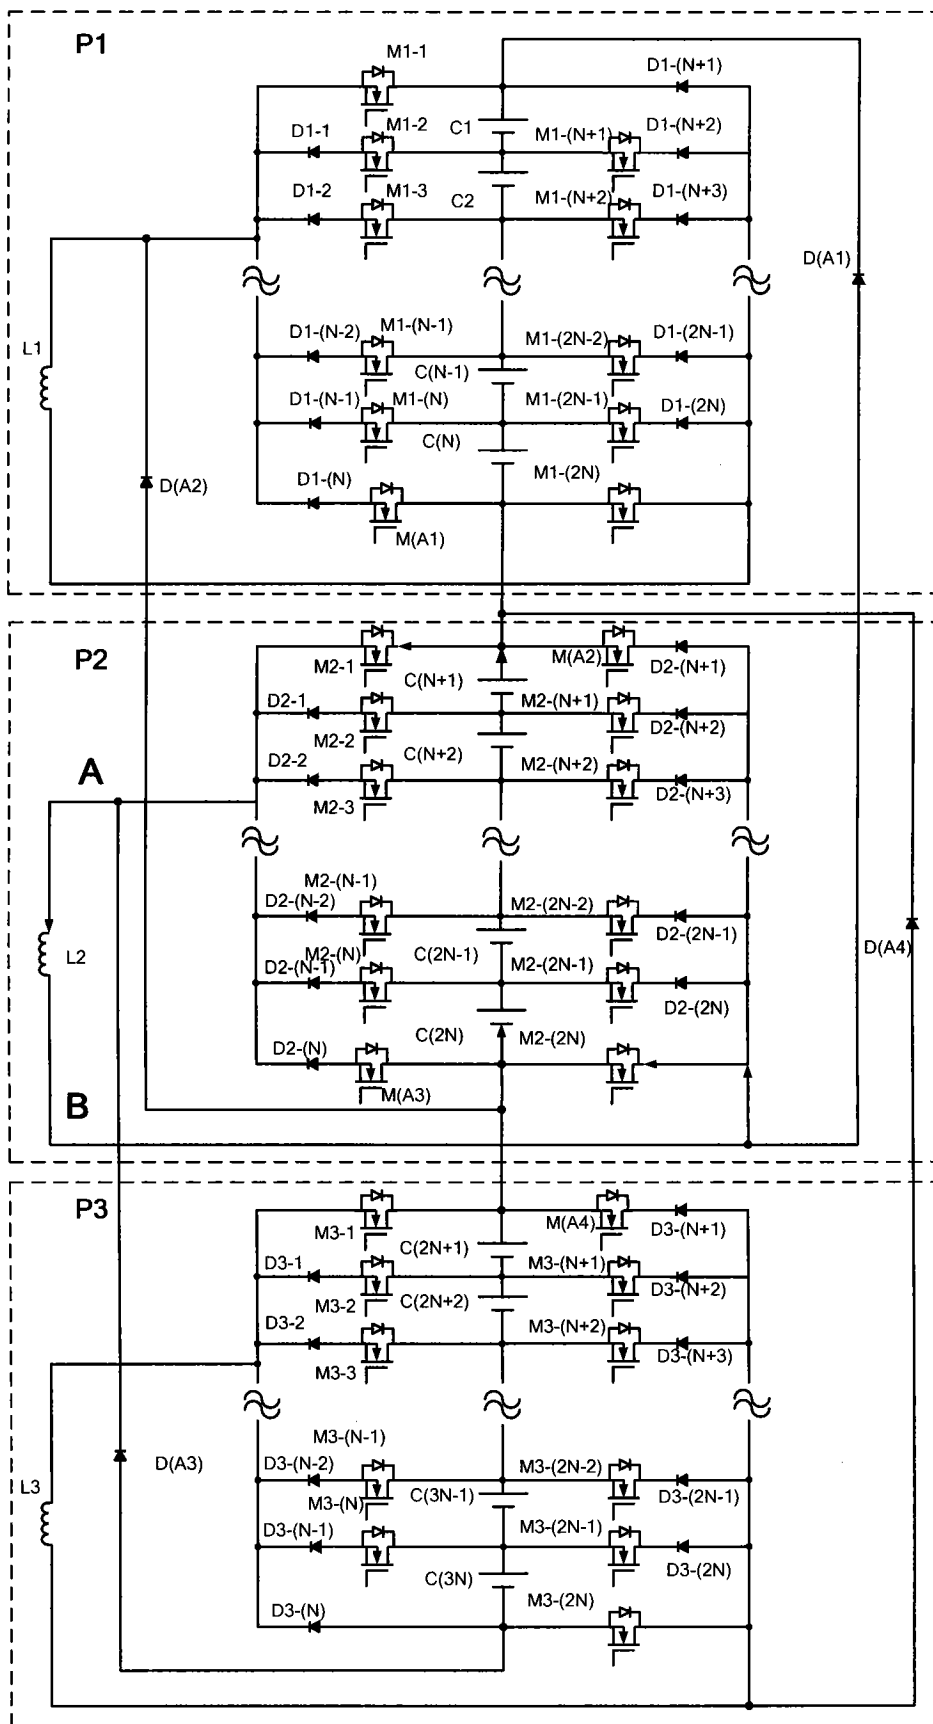 P1
M1-1
D1-(N+1)
D1-1
M1-2
C1
M1-(N+1)
D1-(N+2)
D1-2
M1-3
C2
M1-(N+2)
D1-(N+3)
D(A1)
L1
D1-(N-2)
M1-(N-1)
C(N-1)
M1-(2N-2)
D1-(2N-1)
D1-(N-1)
M1-(N)
C(N)
M1-(2N-1)
D1-(2N)
D(A2)
D1-(N)
M(A1)
M1-(2N)
P2
M2-1
C(N+1)
M(A2)
D2-(N+1)
D2-1
M2-2
C(N+2)
M2-(N+1)
D2-(N+2)
A
D2-2
M2-3
M2-(N+2)
D2-(N+3)
M2-(N-1)
D2-(N-2)
M2-(2N-2)
D2-(2N-1)
L2
M2-(N)
D2-(N-1)
C(2N-1)
M2-(2N-1)
D2-(2N)
D(A4)
C(2N)
M2-(2N)
D2-(N)
M(A3)
B
P3
M3-1
C(2N+1)
M(A4)
D3-(N+1)
D3-1
M3-2
C(2N+2)
M3-(N+1)
D3-(N+2)
D3-2
M3-3
M3-(N+2)
D3-(N+3)
M3-(N-1)
D(A3)
D3-(N-2)
M3-(2N-2)
D3-(2N-1)
L3
M3-(N)
C(3N-1)
D3-(N-1)
M3-(2N-1)
D3-(2N)
C(3N)
M3-(2N)
D3-(N)